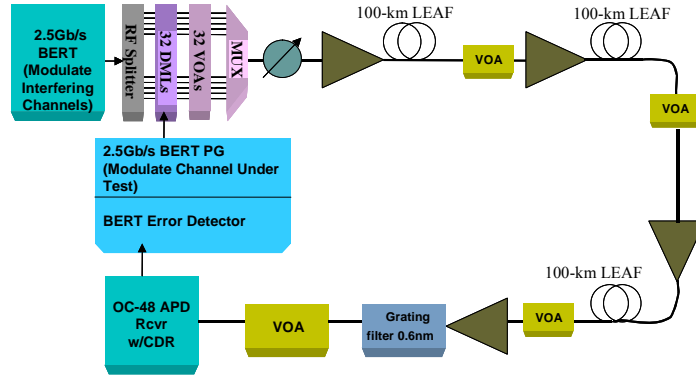 2.5Gb/s BERT
(Modulate
Interfering
Channels)
RF Splitter
32 DMLs
32 VOAs
MUX
100-km LEAF
VOA
100-km LEAF
VOA
2.5Gb/s BERT PG
(Modulate Channel Under
Test)
BERT Error Detector
100-km LEAF
OC-48 APD
Rcvr
w/CDR
VOA
Grating
filter 0.6nm
VOA